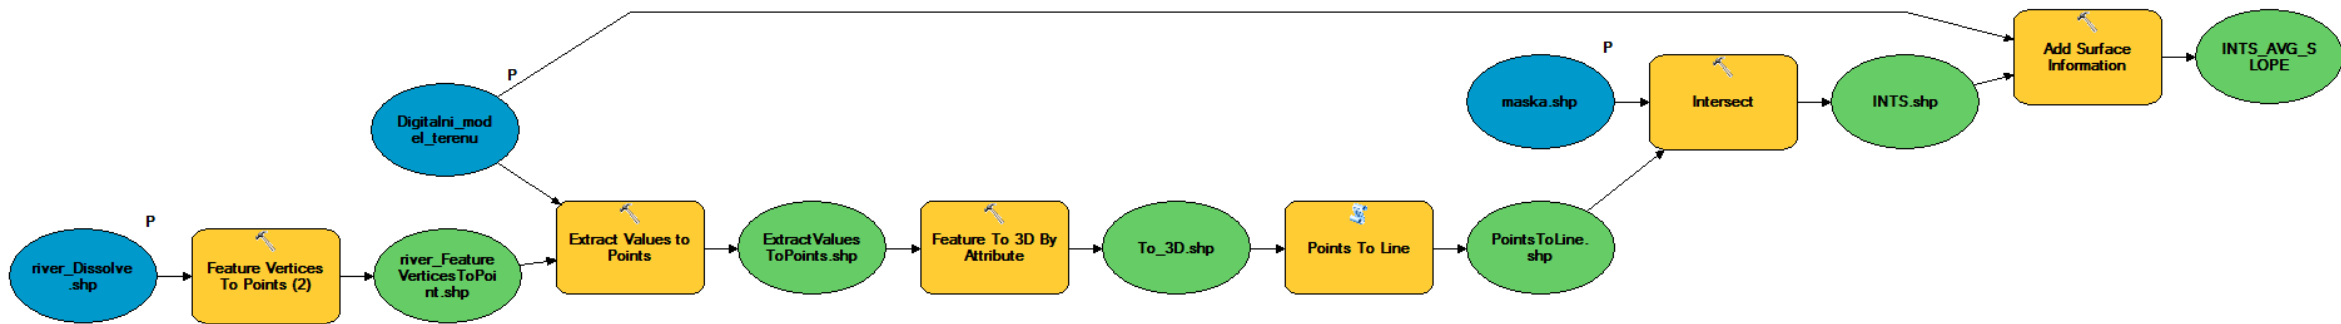 P
Digitalni_mod
el_terenu
P
maska.shp
Intersect
INTS.shp
Add Surface
Information
INTS_AVG_S
LOPE
P
river_Dissolve
.shp
Feature Vertices
To Points (2)
river_Feature
VerticesToPoi
nt.shp
Extract Values to
Points
ExtractValues
ToPoints.shp
Feature To 3D By
Attribute
To_3D.shp
Points To Line
PointsToLine.
shp